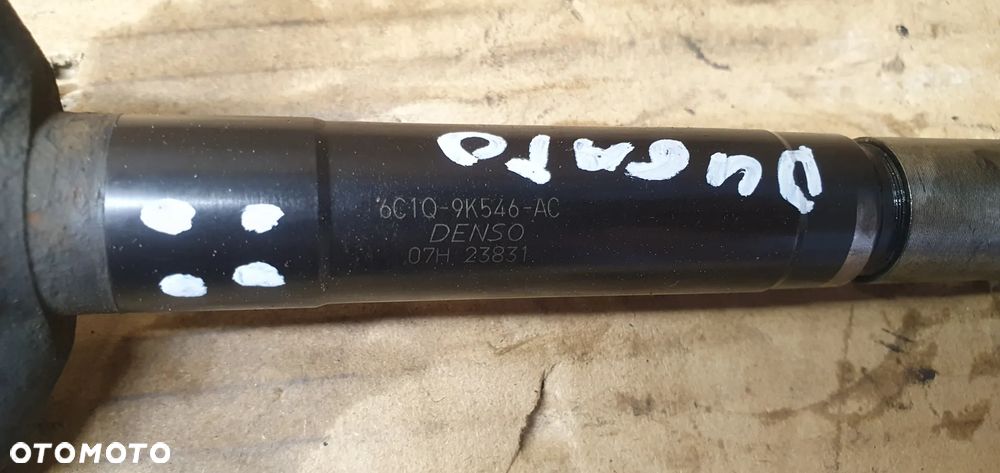 DUCATO
6C1Q-9K546-AC
DENSO
07H 23831
OTOMOTO